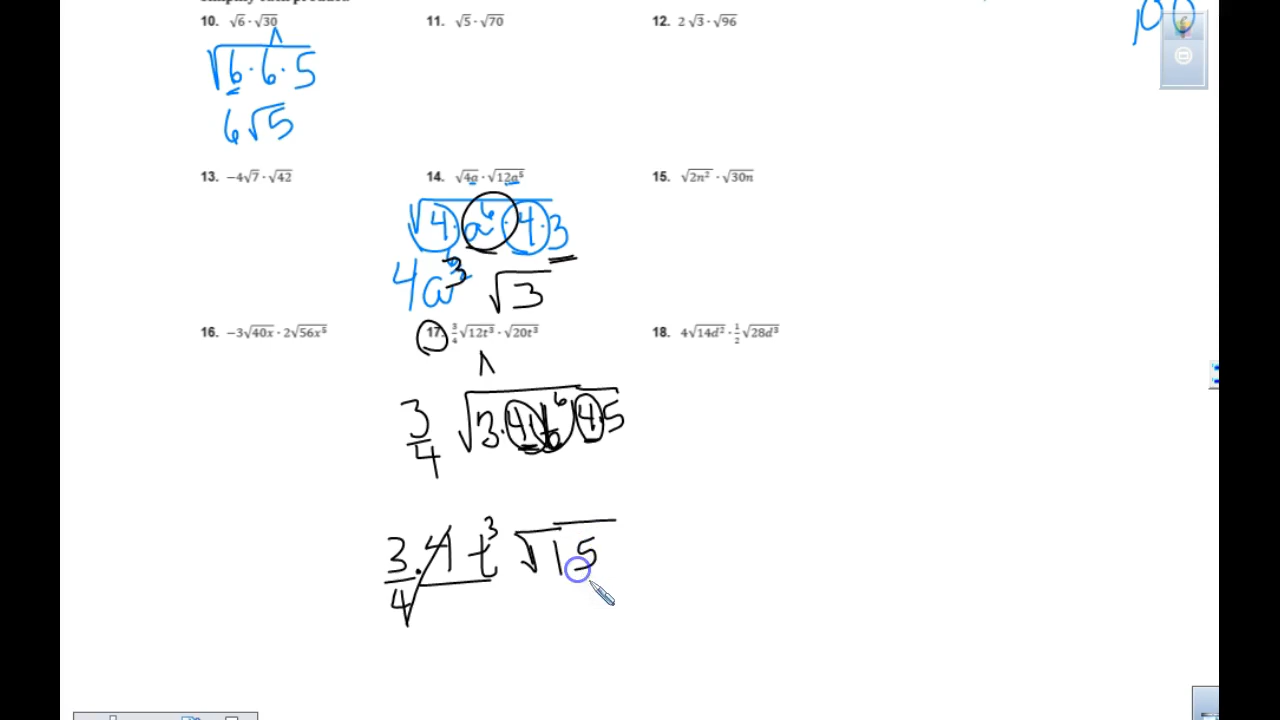 10. √6 · √30
11. √5 · √70
12. 2√3 · √96
100
√6 · 6 · 5
6√5
13. −4√7 · √42
14. √4a · √12a⁵
15. √2n² · √30n
√4 · a⁶ · 4 · 3
4a³ √3
16. −3√40x · 2√56x⁵
17. 3/4 √12t³ · √20t³
18. 4√14d² · 1/2 √28d³
3/4 √3 · 4 t⁶ 4 · 5
3/4 · 4 t³ √15